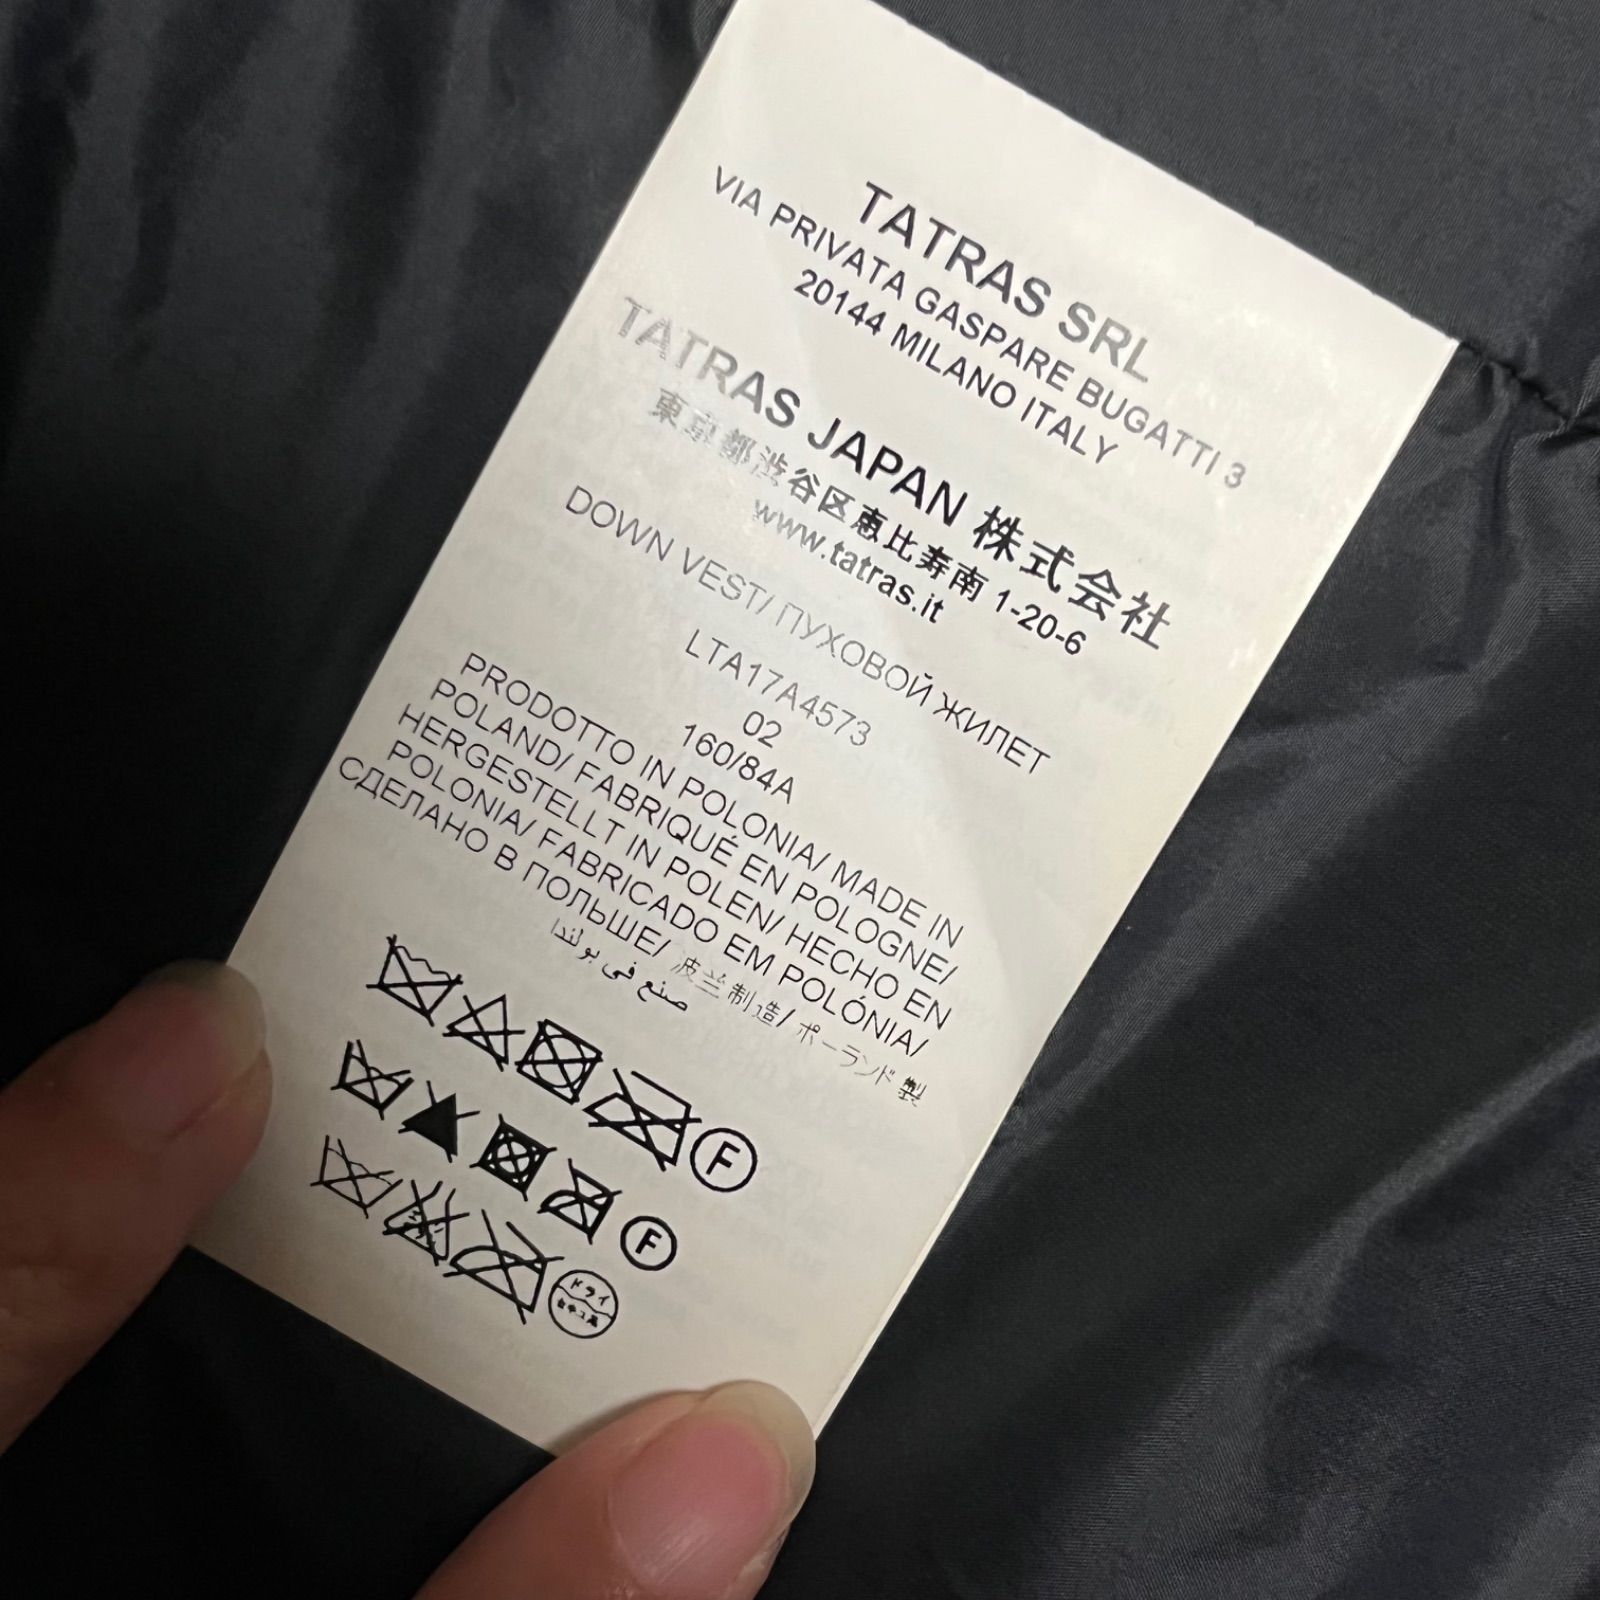 TATRAS SRL
VIA PRIVATA GASPARE BUGATTI 3
20144 MILANO ITALY
TATRAS JAPAN 株式会社
東京都渋谷区恵比寿南 1-20-6
www.tatras.it
DOWN VEST/ ПУХОВОЙ ЖИЛЕТ
LTA17A4573
02
160/84A
PRODOTTO IN POLONIA/ MADE IN
POLAND/ FABRIQUÉ EN POLOGNE/
HERGESTELLT IN POLEN/ HECHO EN
POLONIA/ FABRICADO EM POLÓNIA/
СДЕЛАНО В ПОЛЬШЕ/ 波兰制造/ ポーランド製
صنع في بولندا
F
F
ドライ